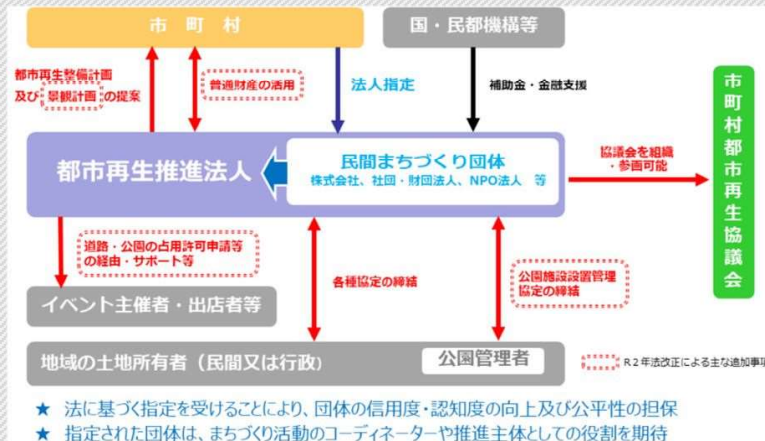 市 町 村
国・民都機構等
都市再生整備計画
及び景観計画の提案
普通財産の活用
法人指定
補助金・金融支援
市町村都市再生協議会
都市再生推進法人
民間まちづくり団体
株式会社、社団・財団法人、NPO法人 等
協議会を組織
・参画可能
道路・公園の占用許可申請等
の経由・サポート等
各種協定の締結
公園施設設置管理
協定の締結
イベント主催者・出店者等
地域の土地所有者（民間又は行政）
公園管理者
R2年法改正による主な追加事項
★ 法に基づく指定を受けることにより、団体の信用度・認知度の向上及び公平性の担保
★ 指定された団体は、まちづくり活動のコーディネーターや推進主体としての役割を期待